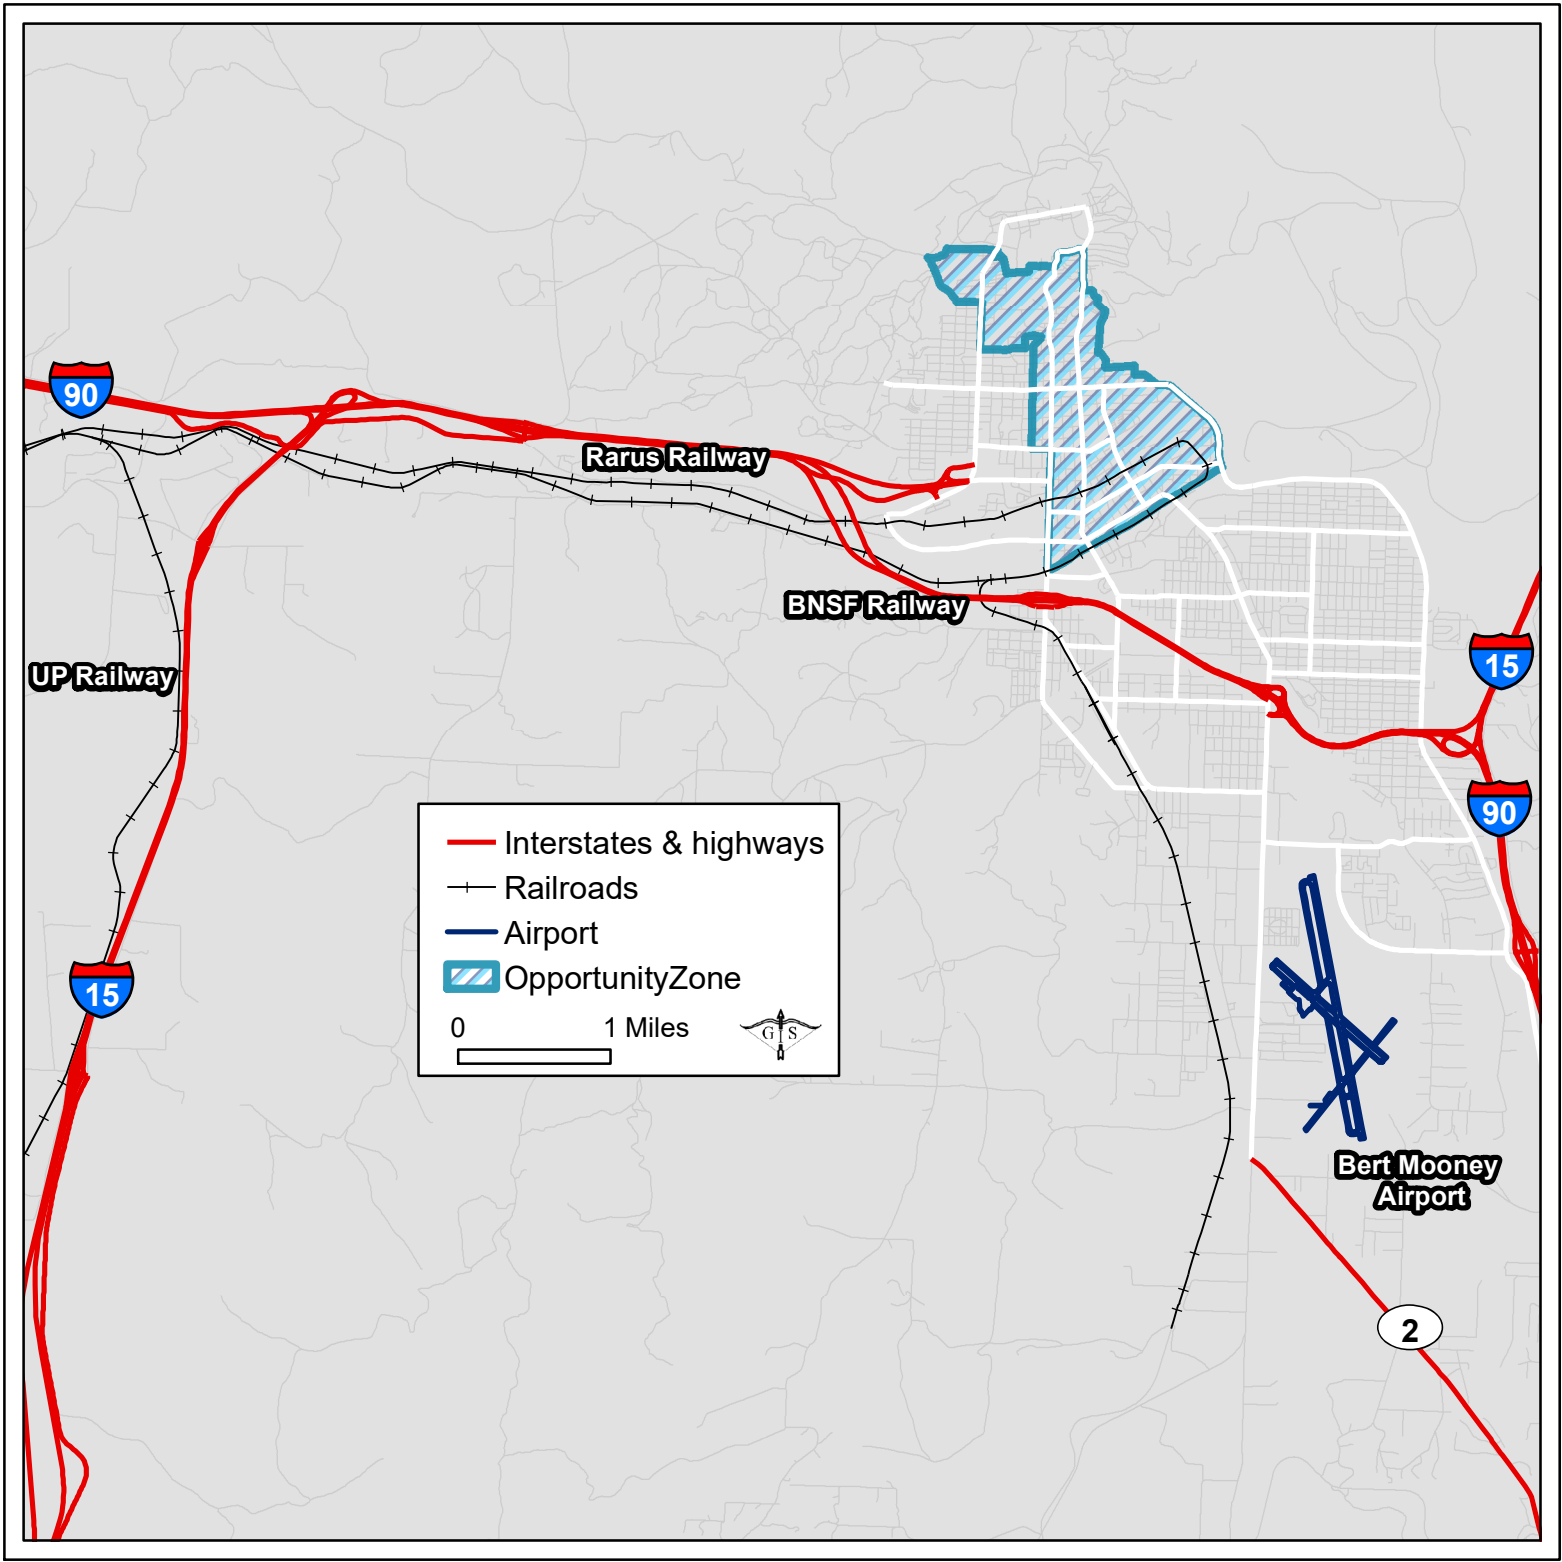 90
Rarus Railway
BNSF Railway
UP Railway
15
90
Interstates & highways
Railroads
Airport
OpportunityZone
0 1 Miles
G S
15
Bert Mooney
Airport
2